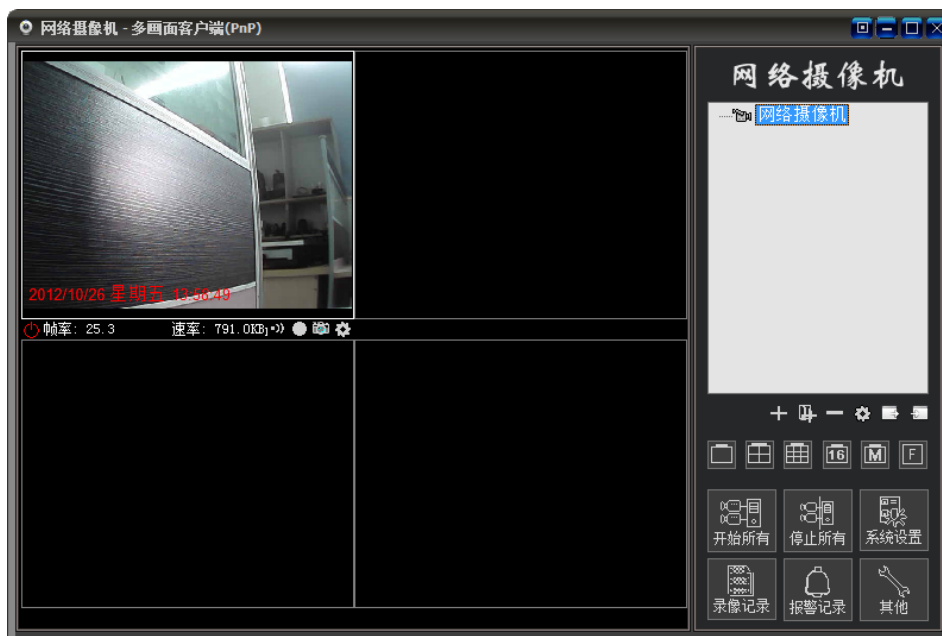 网络摄像机 - 多画面客户端(PnP)
网络摄像机
网络摄像机
2012/10/26 星期五 13:58:49
帧率: 25.3 速率: 791.0KB
16 M F
开始所有 停止所有 系统设置
录像记录 报警记录 其他